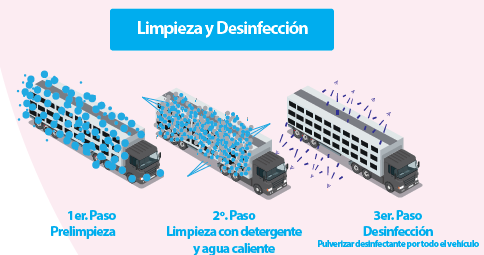 Limpieza y Desinfección
1er. Paso
Prelimpieza
2º. Paso
Limpieza con detergente
y agua caliente
3er. Paso
Desinfección
Pulverizar desinfectante por todo el vehículo